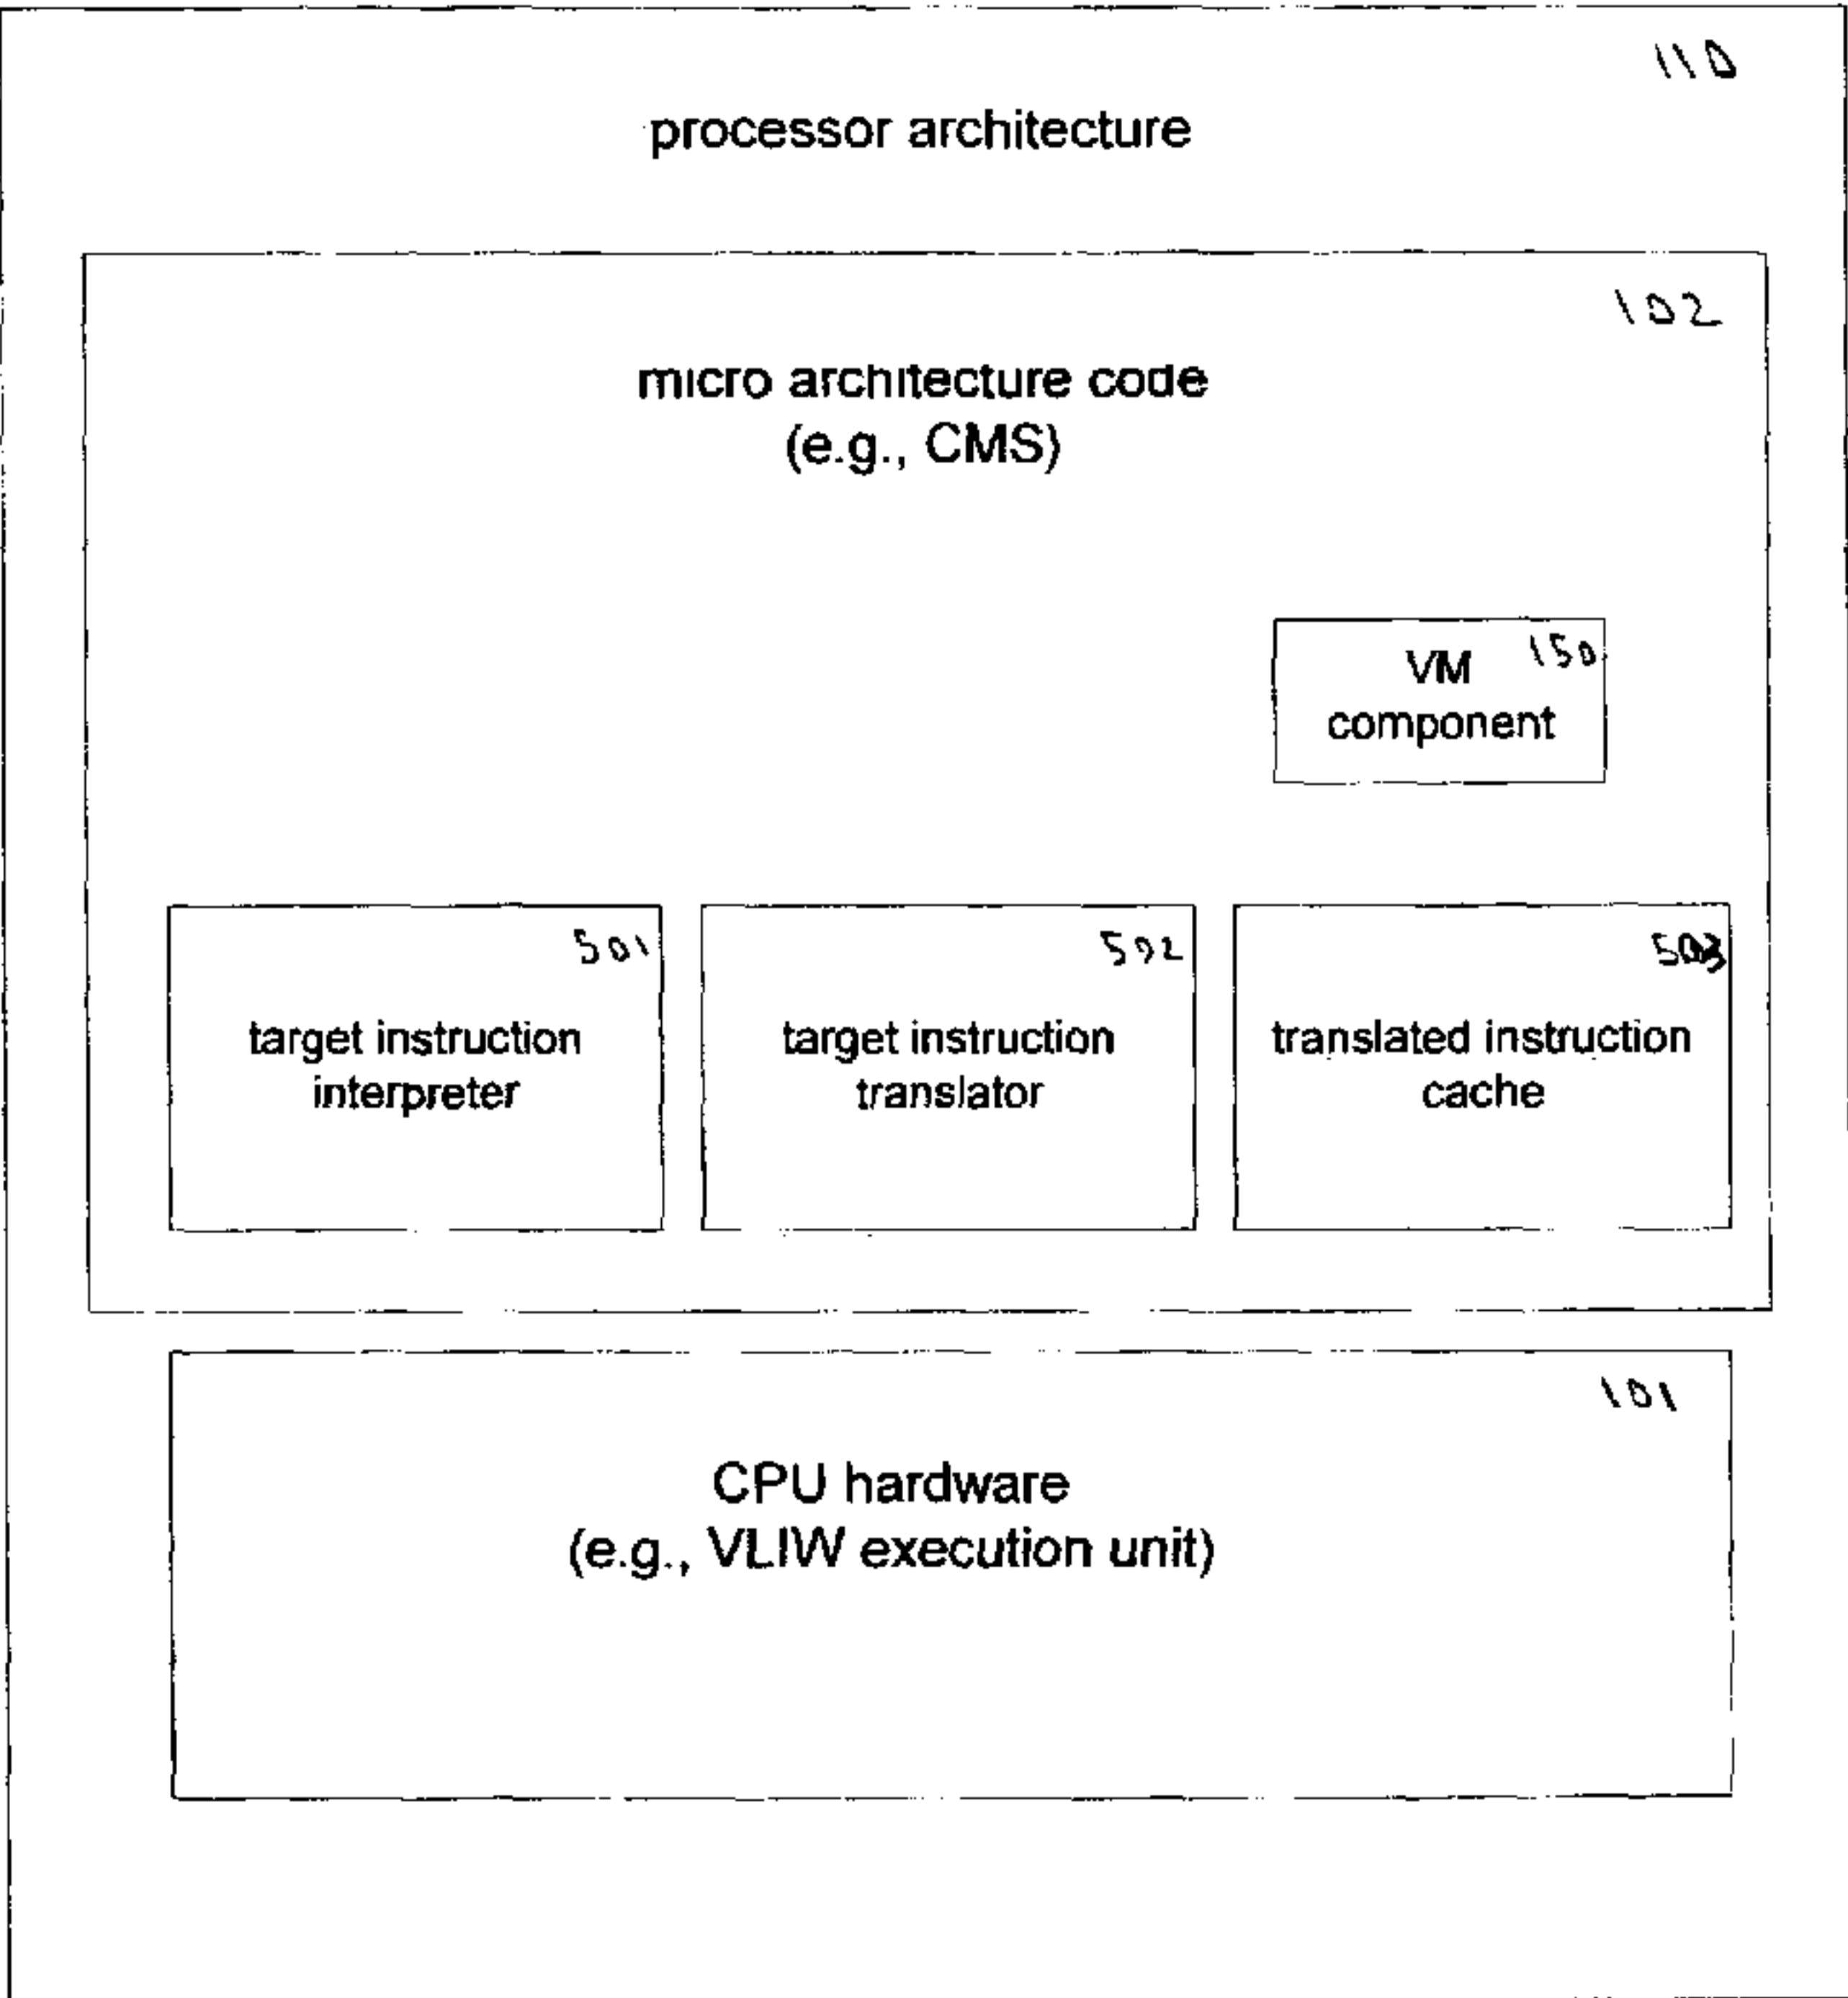 110
processor architecture
102
micro architecture code
(e.g., CMS)
150
VM
component
501
target instruction
interpreter
502
target instruction
translator
503
translated instruction
cache
101
CPU hardware
(e.g., VLIW execution unit)